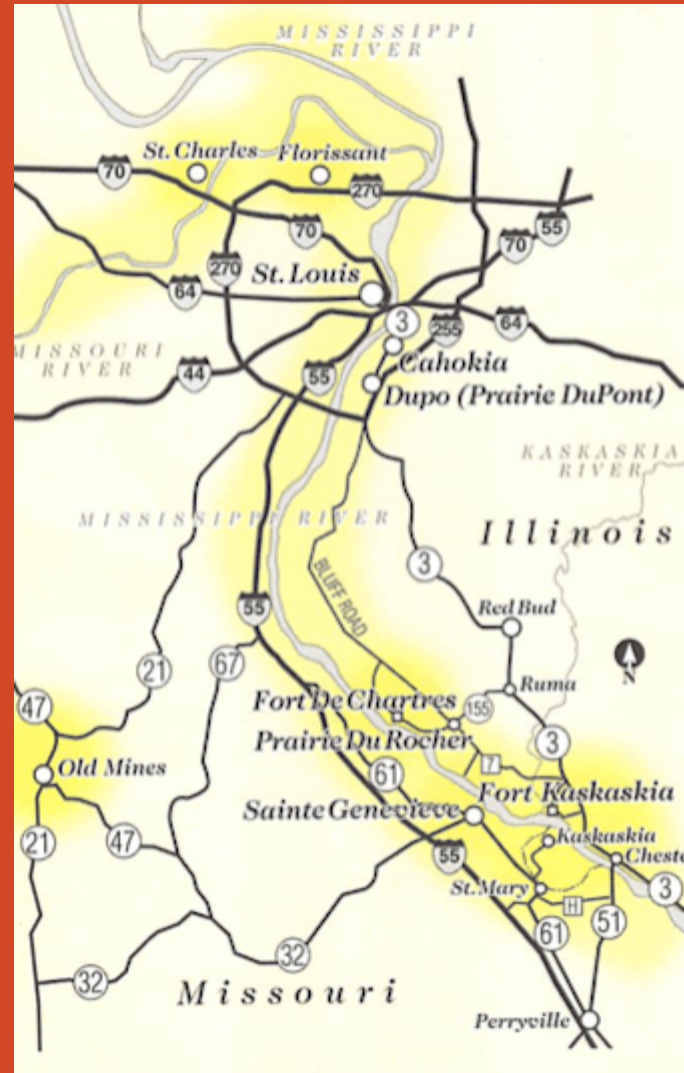 MISSISSIPPI
RIVER
St. Charles
Florissant
70
270
55
70
70
270
St. Louis
64
3
255
64
MISSOURI
RIVER
44
55
Cahokia
Dupo (Prairie DuPont)
KASKASKIA
RIVER
MISSISSIPPI RIVER
Illinois
BLUFF ROAD
3
55
Red Bud
21
67
N
Ruma
47
Fort De Chartres
155
Prairie Du Rocher
3
7
Old Mines
61
Fort Kaskaskia
Sainte Genevieve
21
47
55
Kaskaskia
Cheste
St. Mary
3
H
61
51
32
32
Missouri
Perryville